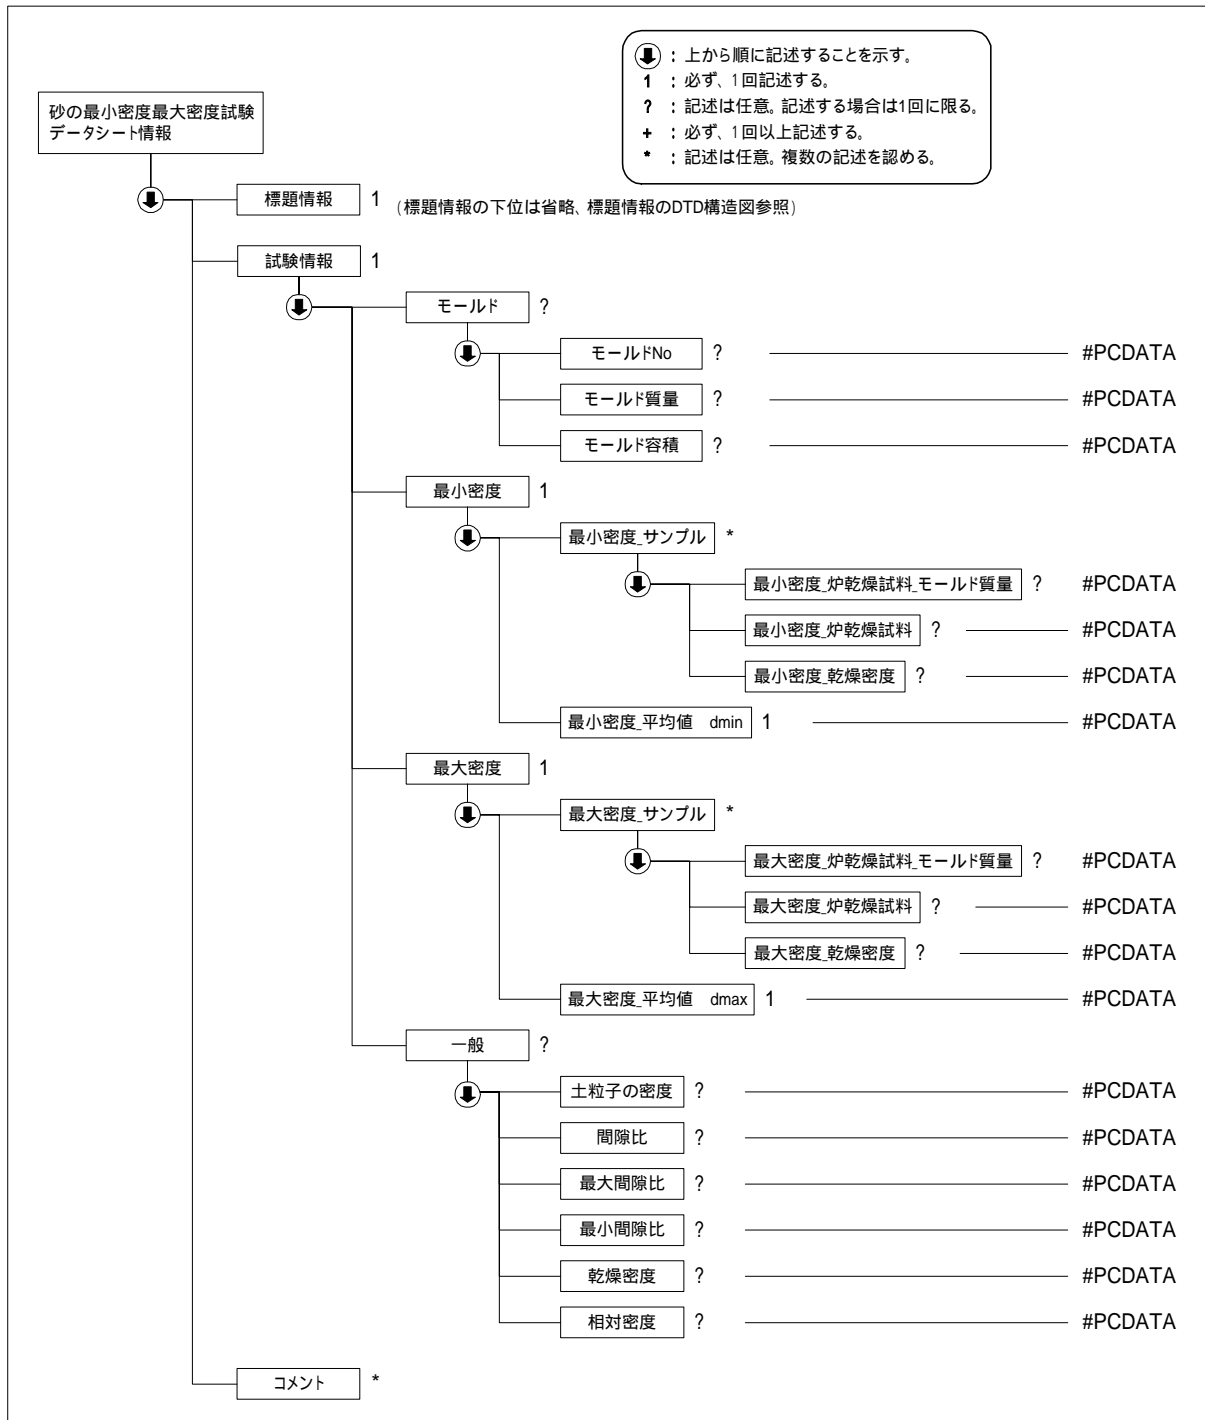 ：上から順に記述することを示す。
1 ：必ず、1回記述する。
? ：記述は任意。記述する場合は1回に限る。
+ ：必ず、1回以上記述する。
* ：記述は任意。複数の記述を認める。
砂の最小密度最大密度試験
データシート情報
標題情報 1 (標題情報の下位は省略、標題情報のDTD構造図参照)
試験情報 1
モールド ?
モールドNo ? #PCDATA
モールド質量 ? #PCDATA
モールド容積 ? #PCDATA
最小密度 1
最小密度_サンプル *
最小密度_炉乾燥試料_モールド質量 ? #PCDATA
最小密度_炉乾燥試料 ? #PCDATA
最小密度_乾燥密度 ? #PCDATA
最小密度_平均値 dmin 1 #PCDATA
最大密度 1
最大密度_サンプル *
最大密度_炉乾燥試料_モールド質量 ? #PCDATA
最大密度_炉乾燥試料 ? #PCDATA
最大密度_乾燥密度 ? #PCDATA
最大密度_平均値 dmax 1 #PCDATA
一般 ?
土粒子の密度 ? #PCDATA
間隙比 ? #PCDATA
最大間隙比 ? #PCDATA
最小間隙比 ? #PCDATA
乾燥密度 ? #PCDATA
相対密度 ? #PCDATA
コメント *